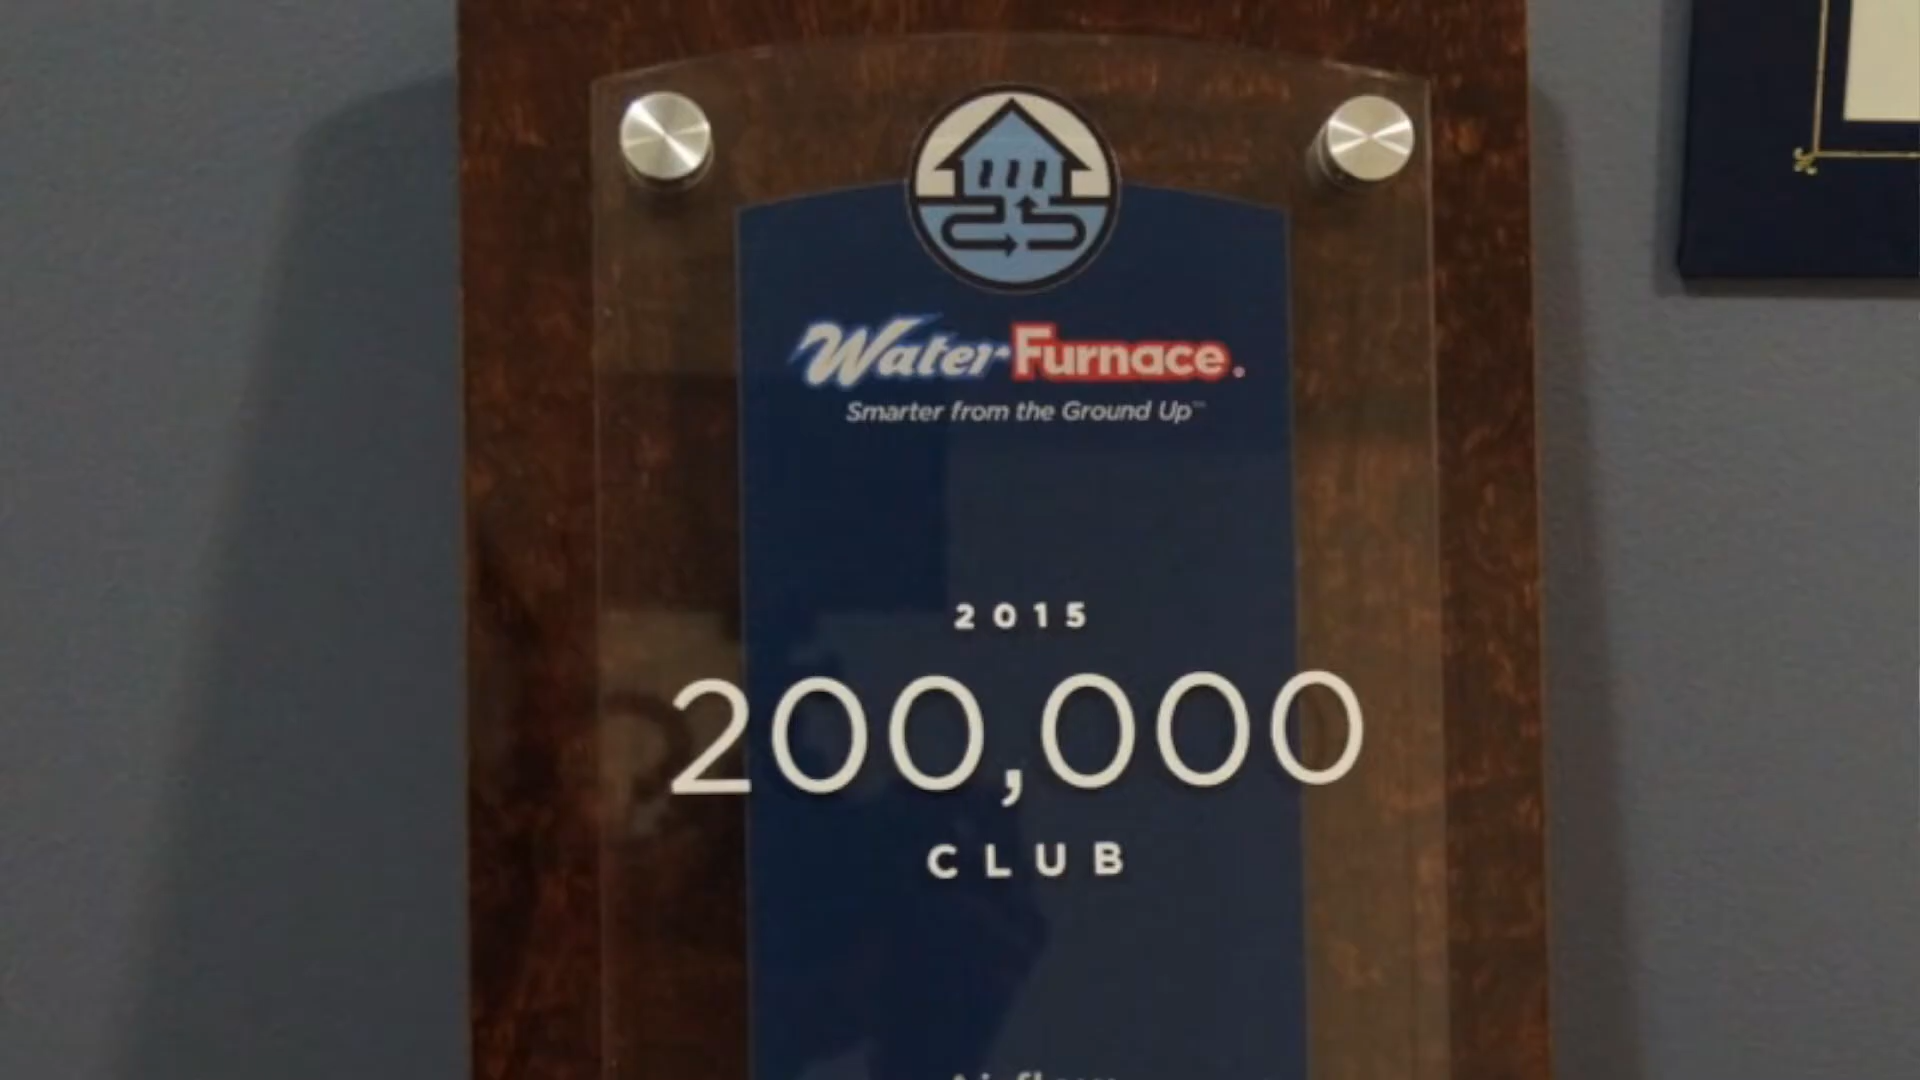 WaterFurnace.
Smarter from the Ground Up™
2015
200,000
CLUB